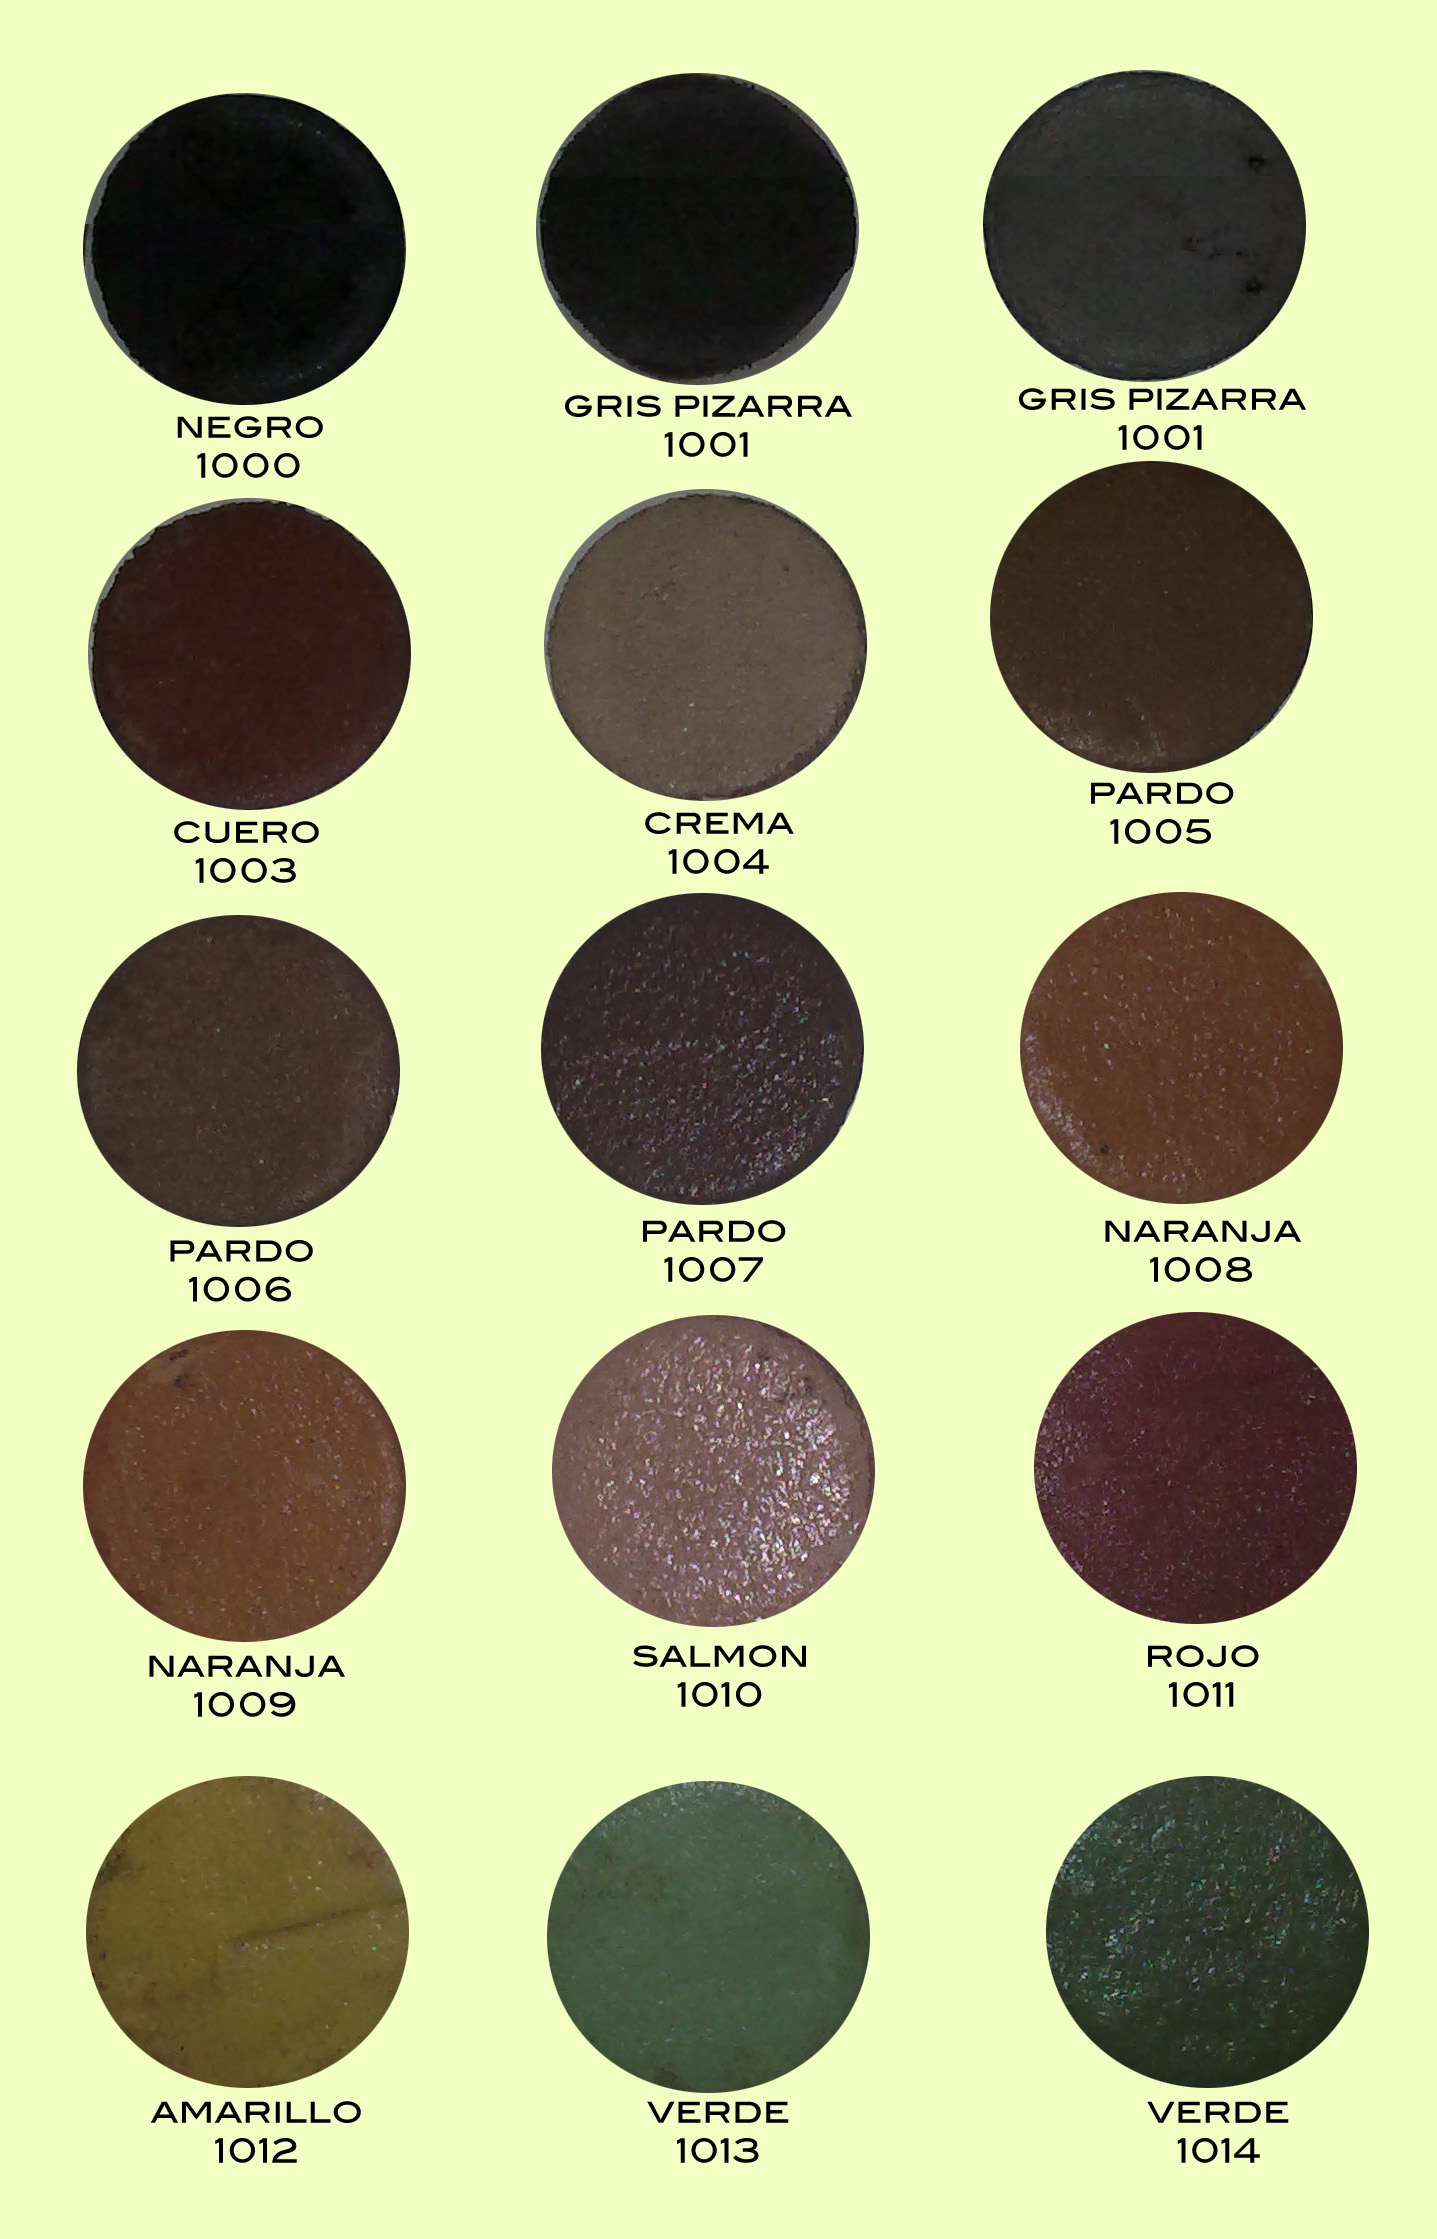 NEGRO
1000
GRIS PIZARRA
1001
GRIS PIZARRA
1001
CUERO
1003
CREMA
1004
PARDO
1005
PARDO
1006
PARDO
1007
NARANJA
1008
NARANJA
1009
SALMON
1010
ROJO
1011
AMARILLO
1012
VERDE
1013
VERDE
1014